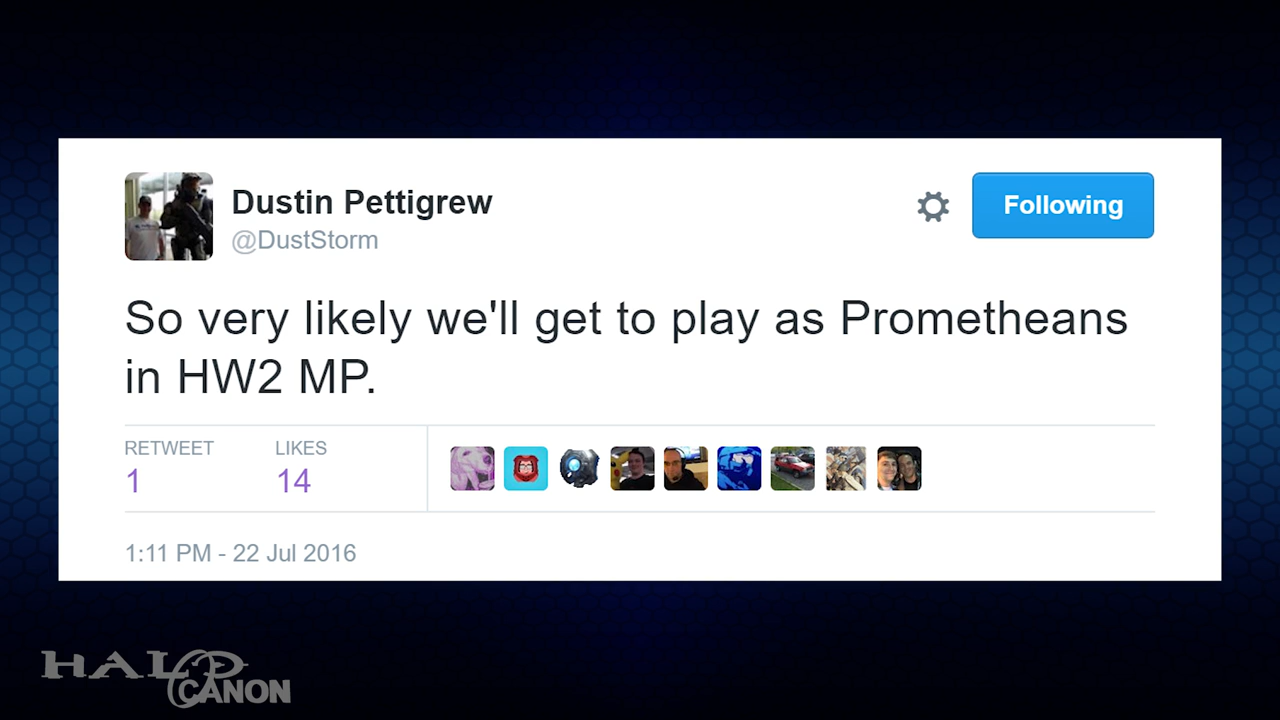 Dustin Pettigrew
@DustStorm
Following
So very likely we'll get to play as Prometheans
in HW2 MP.
RETWEET LIKES
1 14
1:11 PM - 22 Jul 2016
HALO
CANON